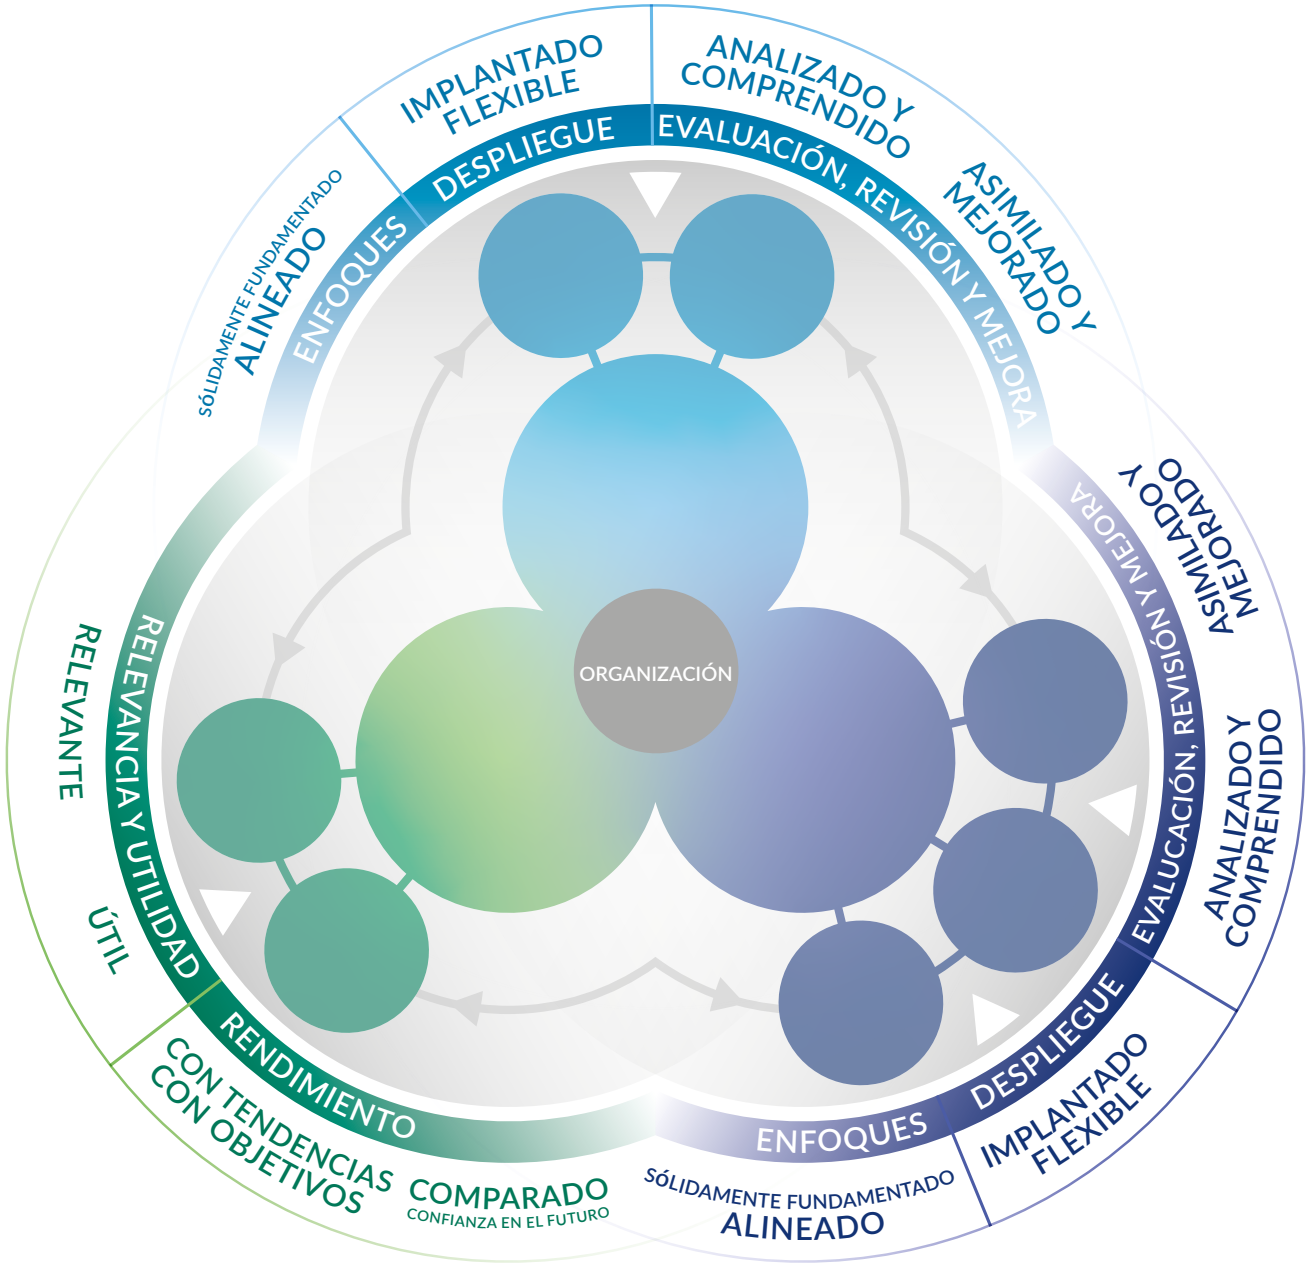 SÓLIDAMENTE FUNDAMENTADO
ALINEADO
ENFOQUES
IMPLANTADO
FLEXIBLE
DESPLIEGUE
ANALIZADO Y
COMPRENDIDO
ASIMILADO Y
MEJORADO
EVALUACIÓN, REVISIÓN Y MEJORA
ASIMILADO Y
MEJORADO
ANALIZADO Y
COMPRENDIDO
EVALUCACIÓN, REVISIÓN Y MEJORA
DESPLIEGUE
IMPLANTADO
FLEXIBLE
ENFOQUES
SÓLIDAMENTE FUNDAMENTADO
ALINEADO
ORGANIZACIÓN
RELEVANTE
ÚTIL
RELEVANCIA Y UTILIDAD
RENDIMIENTO
CON TENDENCIAS
CON OBJETIVOS
COMPARADO
CONFIANZA EN EL FUTURO